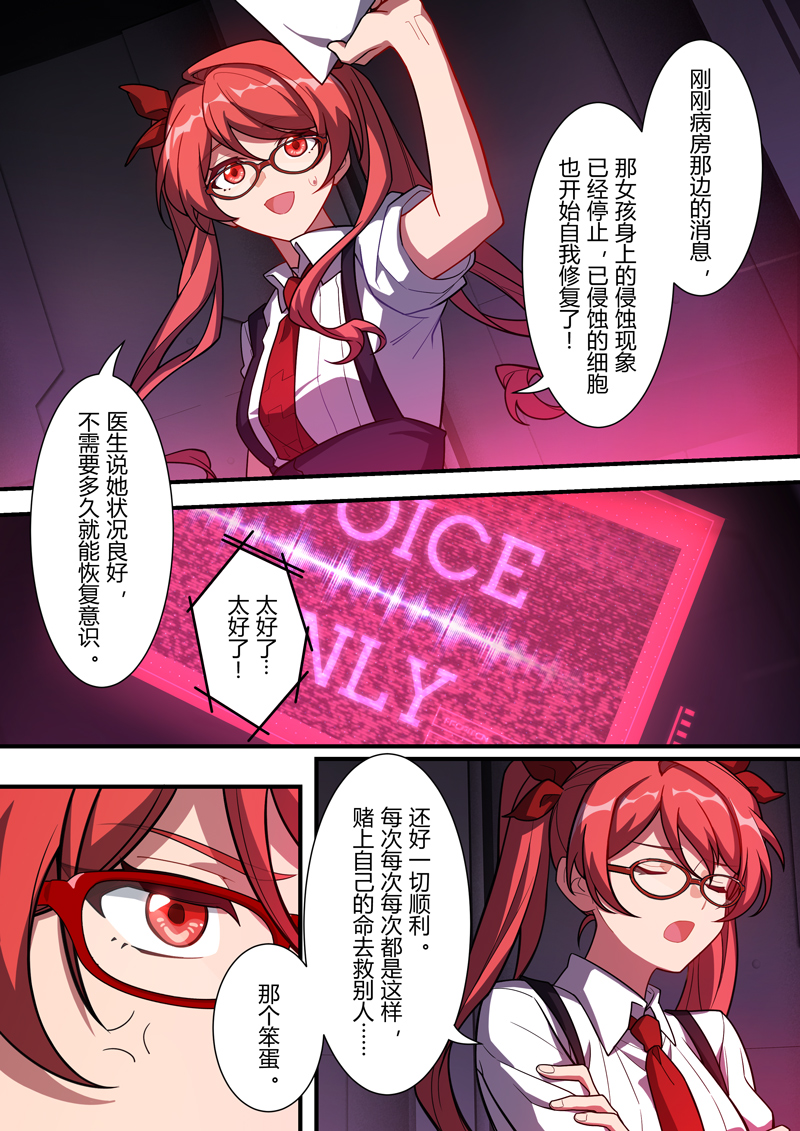 刚刚病房那边的消息，
那女孩身上的侵蚀现象
已经停止，已侵蚀的细胞
也开始自我修复了！
医生说她状况良好，
不需要多久就能恢复意识。
VOICE
ONLY
太好了…
太好了！
还好一切顺利。
每次每次每次都是这样，
赌上自己的命去救别人……
那个笨蛋。